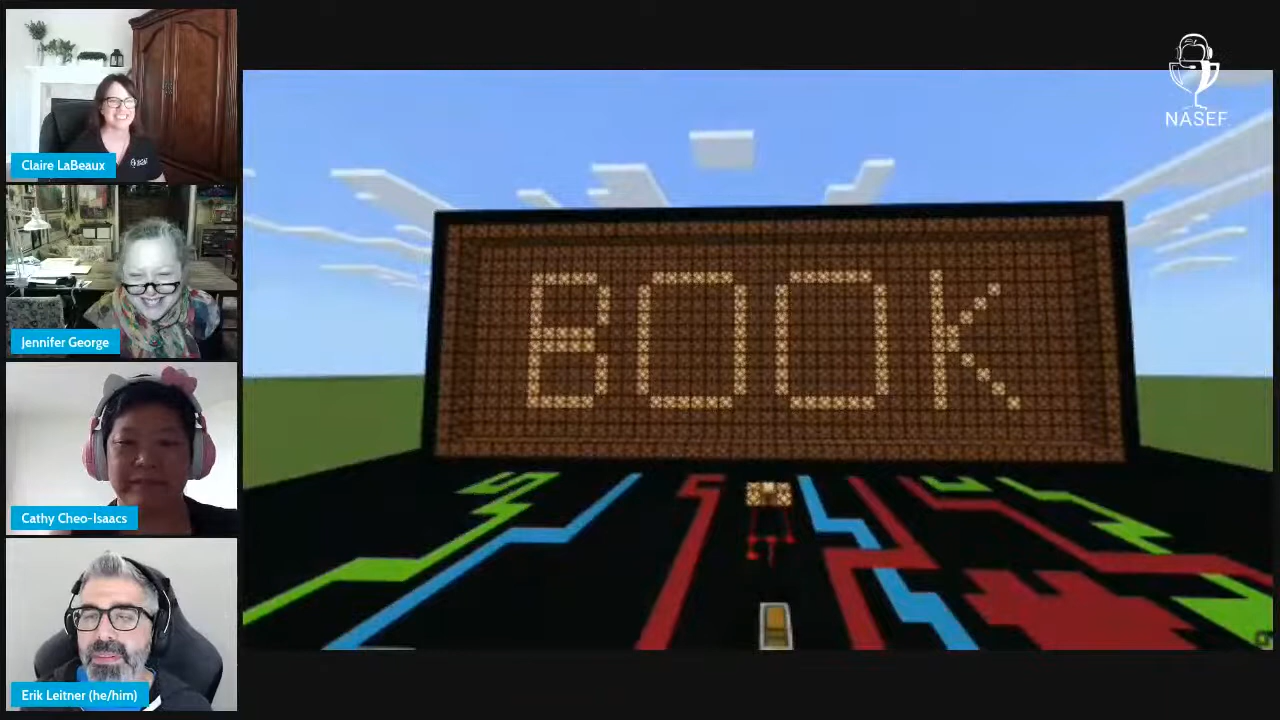 NASEF
Claire LaBeaux
BOOK
Jennifer George
Cathy Cheo-Isaacs
Erik Leitner (he/him)